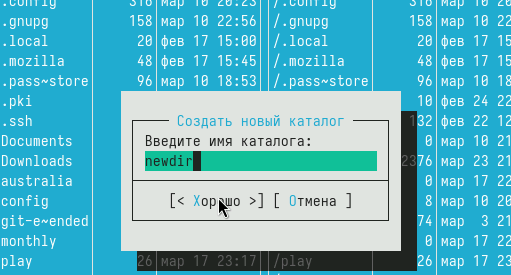 .config 316 мар 10 20:23 /.config 316 мар 10 20
.gnupg 158 мар 10 22:56 /.gnupg 158 мар 10 22
.local 20 фев 17 15:00 /.local 20 фев 17 15
.mozilla 48 фев 17 15:45 /.mozilla 48 фев 17 15
.pass~store 96 мар 10 18:53 /.pass~store 96 мар 10 18
.pki 10 фев 24 22
.ssh 132 фев 22 12
Создать новый каталог
Documents Введите имя каталога: 0 мар 10 21
Downloads newdir 2376 мар 23 21
australia 0 мар 17 22
config [< Хорошо >] [ Отмена ] 8 мар 10 20
git-e~ended 74 мар 3 21
monthly 0 мар 17 22
play 26 мар 17 23:17 /play 26 мар 17 23